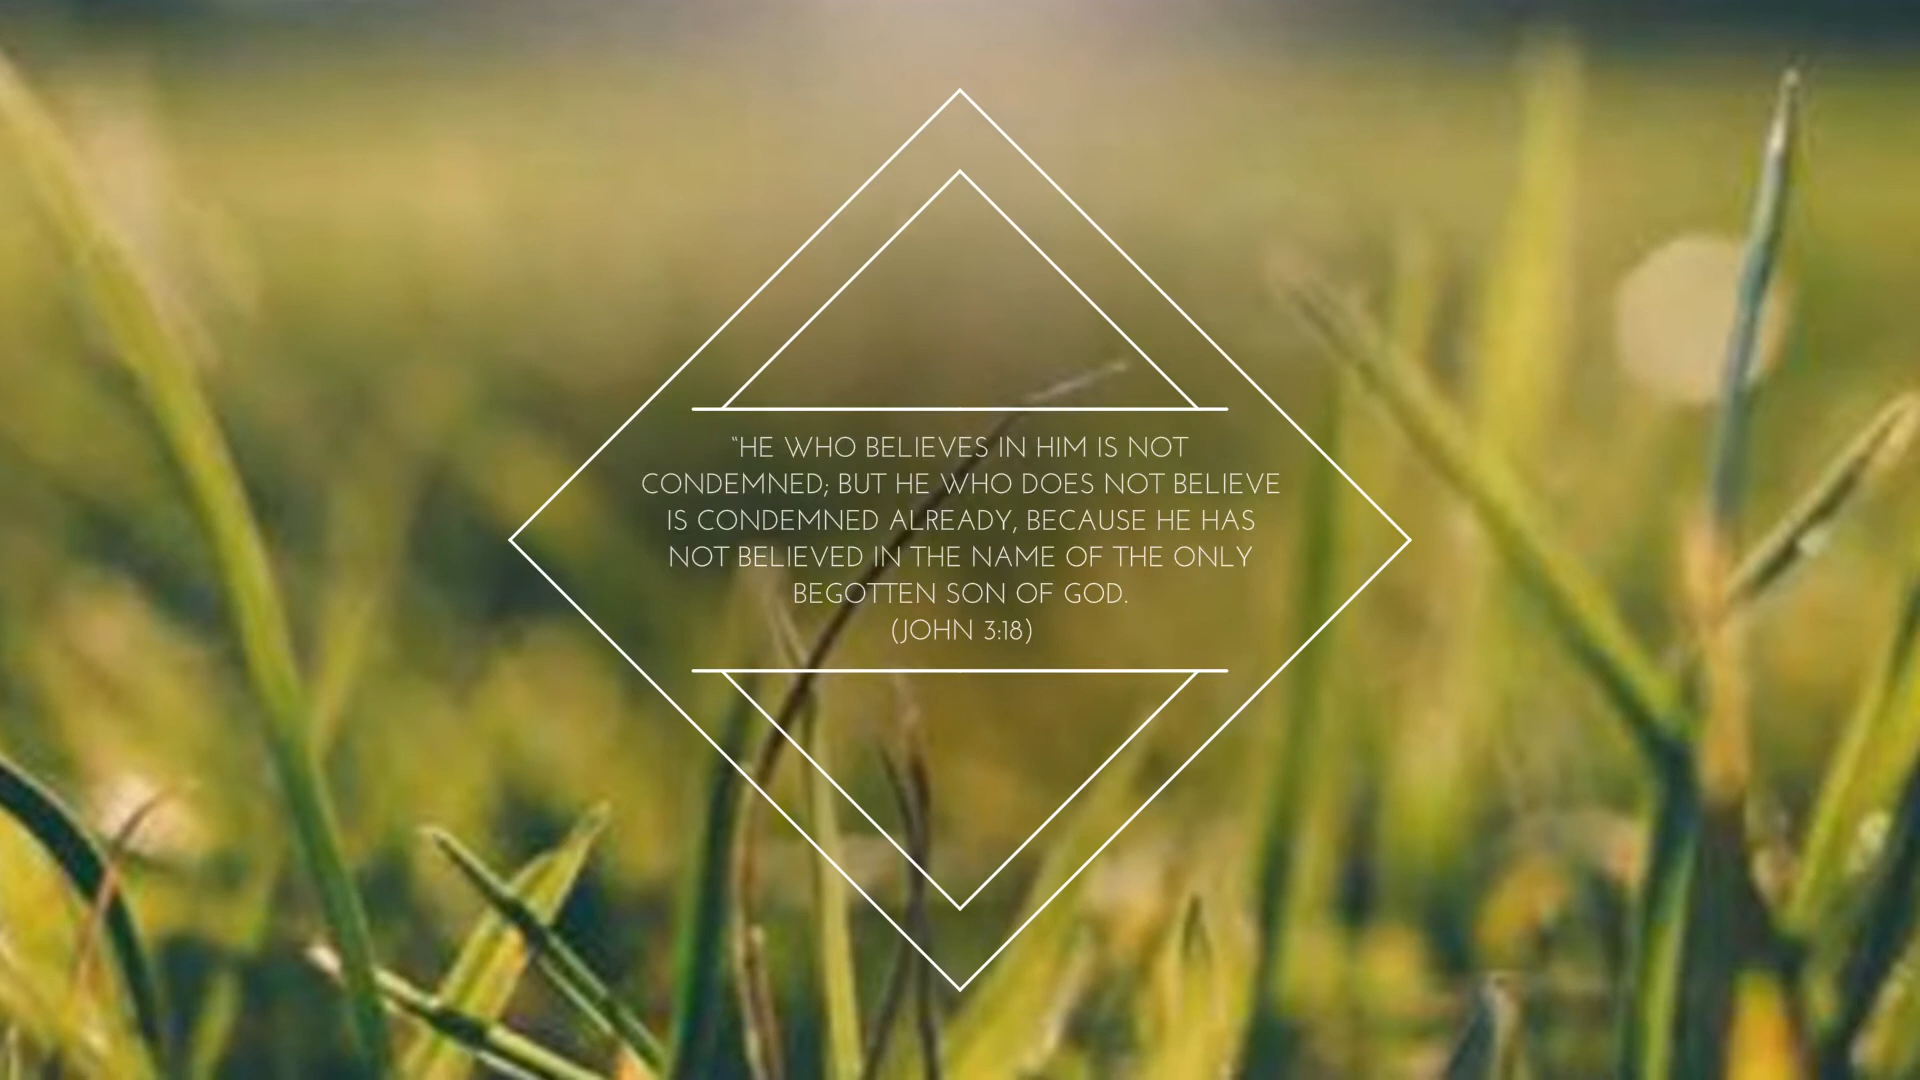 “HE WHO BELIEVES IN HIM IS NOT
CONDEMNED; BUT HE WHO DOES NOT BELIEVE
IS CONDEMNED ALREADY, BECAUSE HE HAS
NOT BELIEVED IN THE NAME OF THE ONLY
BEGOTTEN SON OF GOD.
(JOHN 3:18)